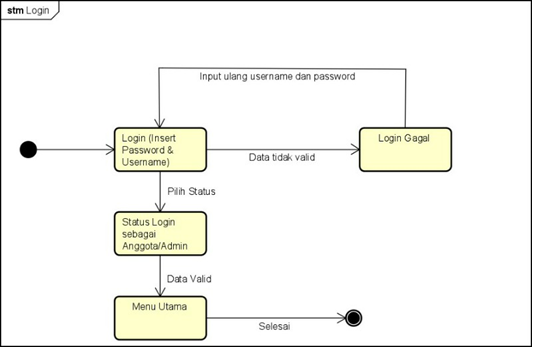 stm Login
Input ulang username dan password
Login (Insert
Password &
Username)
Data tidak valid
Login Gagal
Pilih Status
Status Login
sebagai
Anggota/Admin
Data Valid
Menu Utama
Selesai